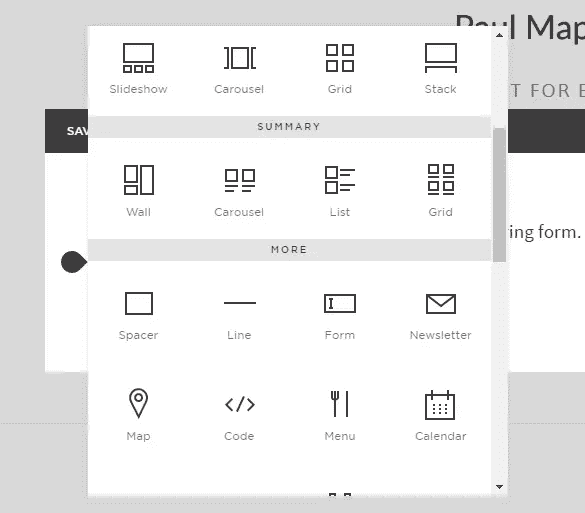 Paul Map
T FOR E
SAV
Slideshow Carousel Grid Stack
SUMMARY
Wall Carousel List Grid
ring form.
MORE
Spacer Line Form Newsletter
Map Code Menu Calendar